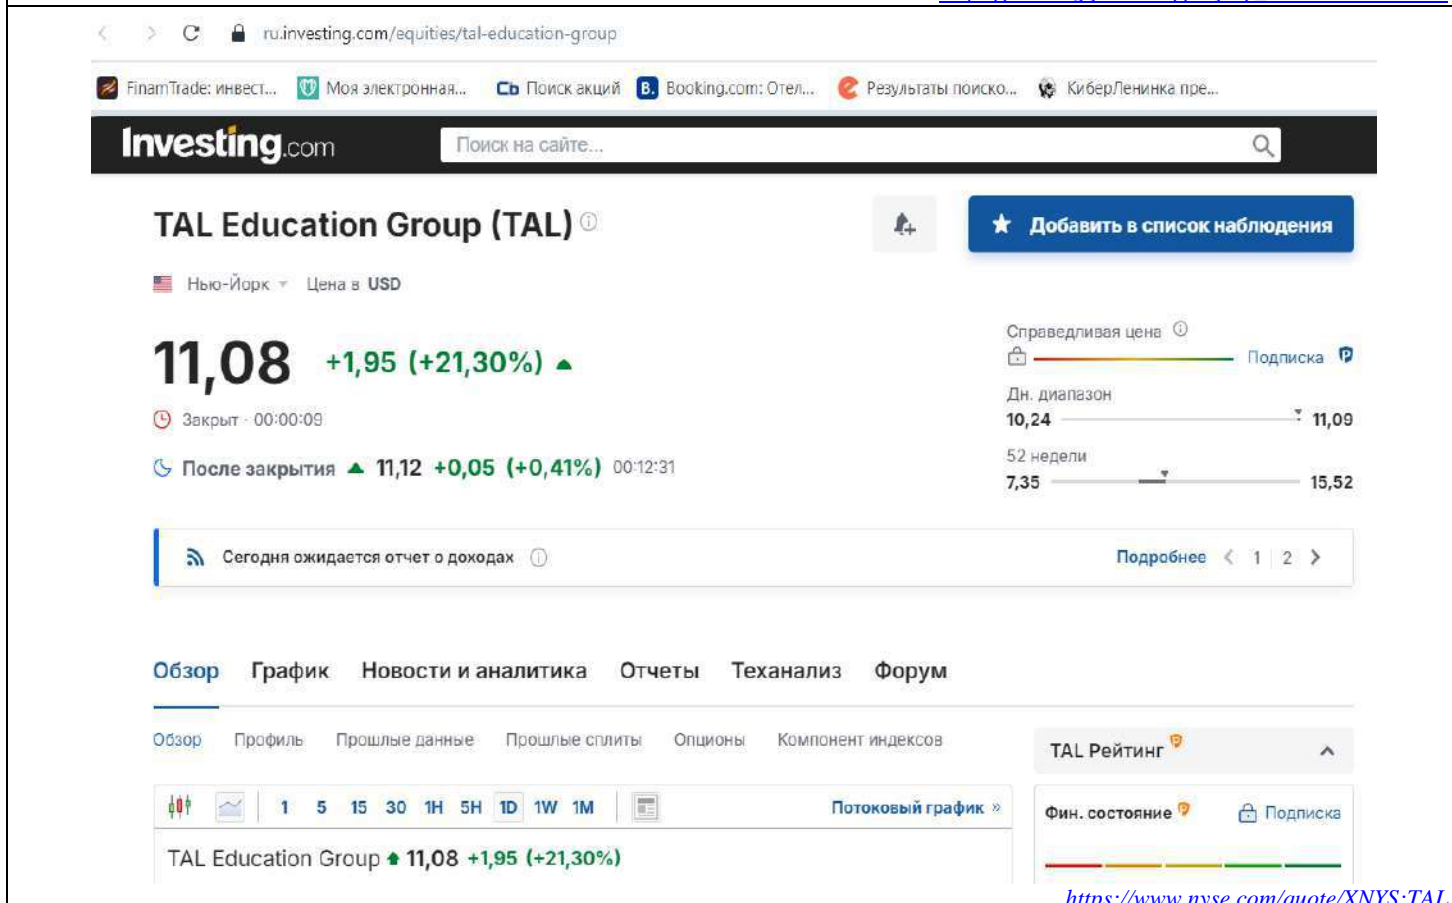 ru.investing.com/equities/tal-education-group
FinamTrade: инвест... Моя электронная... Сb Поиск акций B. Booking.com: Отел... Результаты поиско... КиберЛенинка пре...
Investing.com Поиск на сайте...
TAL Education Group (TAL) Добавить в список наблюдения
Нью-Йорк Цена в USD
Справедливая цена
Подписка
11,08 +1,95 (+21,30%)
Дн. диапазон
10,24 11,09
Закрыт · 00:00:09
52 недели
7,35 15,52
После закрытия 11,12 +0,05 (+0,41%) 00:12:31
Сегодня ожидается отчет о доходах Подробнее < 1 2 >
Обзор График Новости и аналитика Отчеты Теханализ Форум
Обзор Профиль Прошлые данные Прошлые сплиты Опционы Компонент индексов
TAL Рейтинг
1 5 15 30 1H 5H 1D 1W 1M Потоковый график »
Фин. состояние Подписка
TAL Education Group 11,08 +1,95 (+21,30%)
https://www.nyse.com/quote/XNYS:TAL